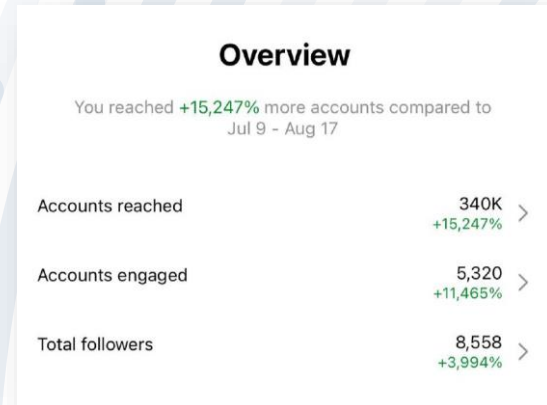 Overview
You reached +15,247% more accounts compared to
Jul 9 - Aug 17
Accounts reached 340K
+15,247%
Accounts engaged 5,320
+11,465%
Total followers 8,558
+3,994%